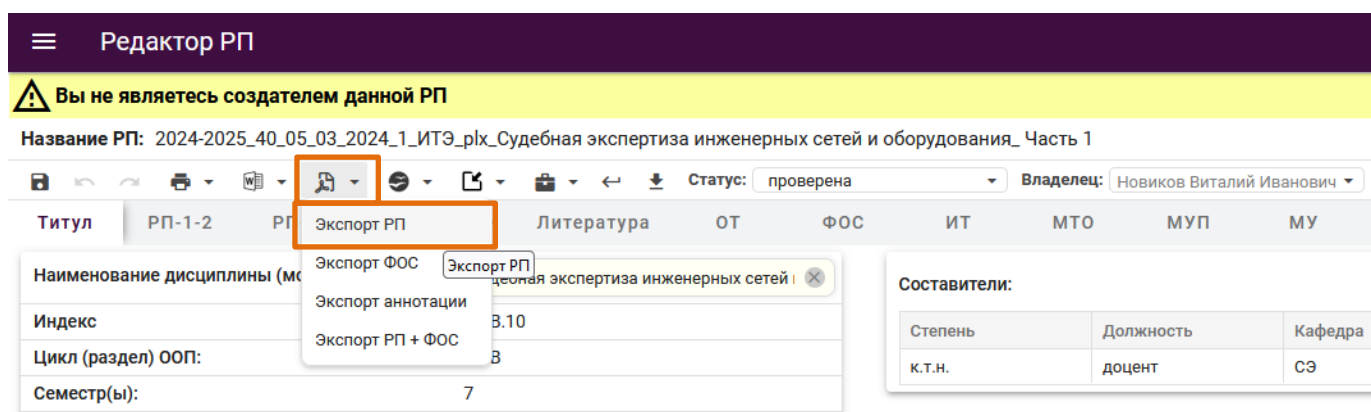 Редактор РП
Вы не являетесь создателем данной РП
Название РП: 2024-2025_40_05_03_2024_1_ИТЭ_plx_Судебная экспертиза инженерных сетей и оборудования_ Часть 1
Статус: проверена Владелец: Новиков Виталий Иванович
Титул РП-1-2 РП Литература ОТ ФОС ИТ МТО МУП МУ
Экспорт РП
Экспорт ФОС
Экспорт РП
Экспорт аннотации
Экспорт РП + ФОС
Наименование дисциплины экспертиза инженерных сетей
Индекс В.10
Цикл (раздел) ООП: В
Семестр(ы): 7
Составители:
Степень Должность Кафедра
к.т.н. доцент СЭ